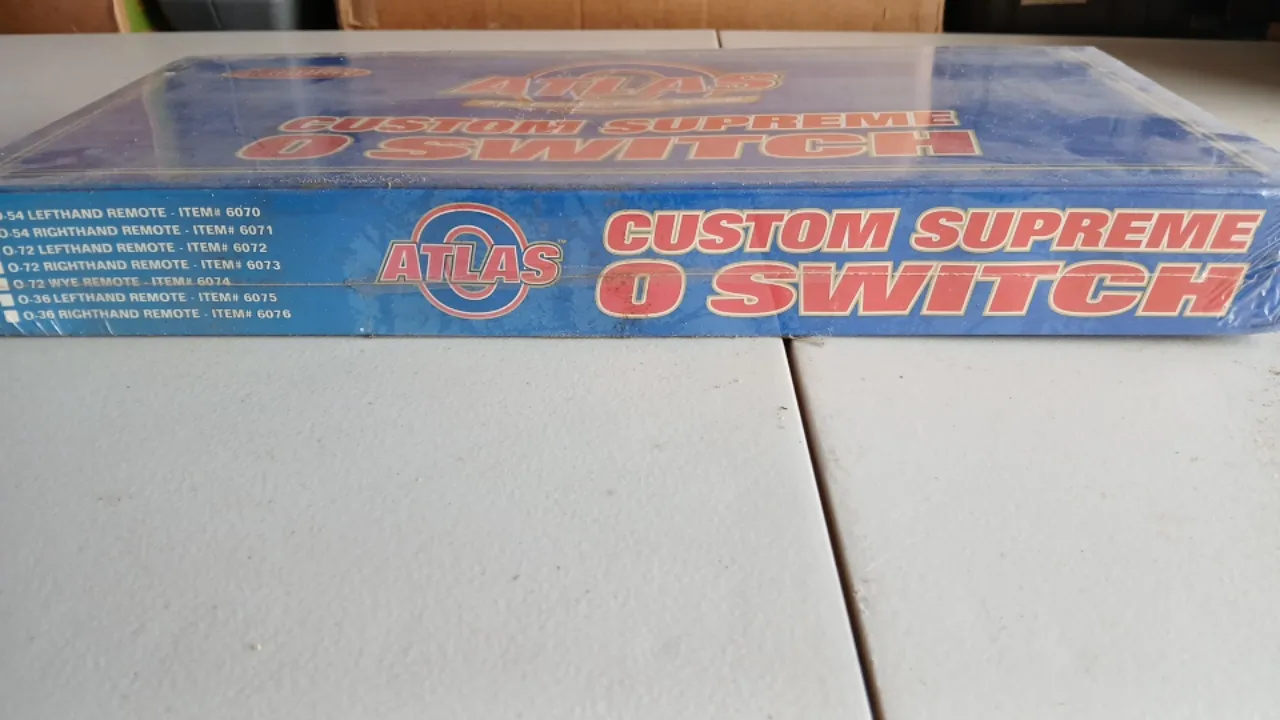 ATLAS
CUSTOM SUPREME
O SWITCH
-54 LEFTHAND REMOTE - ITEM# 6070
O-54 RIGHTHAND REMOTE - ITEM# 6071
O-72 LEFTHAND REMOTE - ITEM# 6072
O-72 RIGHTHAND REMOTE - ITEM# 6073
O-72 WYE REMOTE - ITEM# 6074
O-36 LEFTHAND REMOTE - ITEM# 6075
O-36 RIGHTHAND REMOTE - ITEM# 6076
ATLAS™
CUSTOM SUPREME
O SWITCH